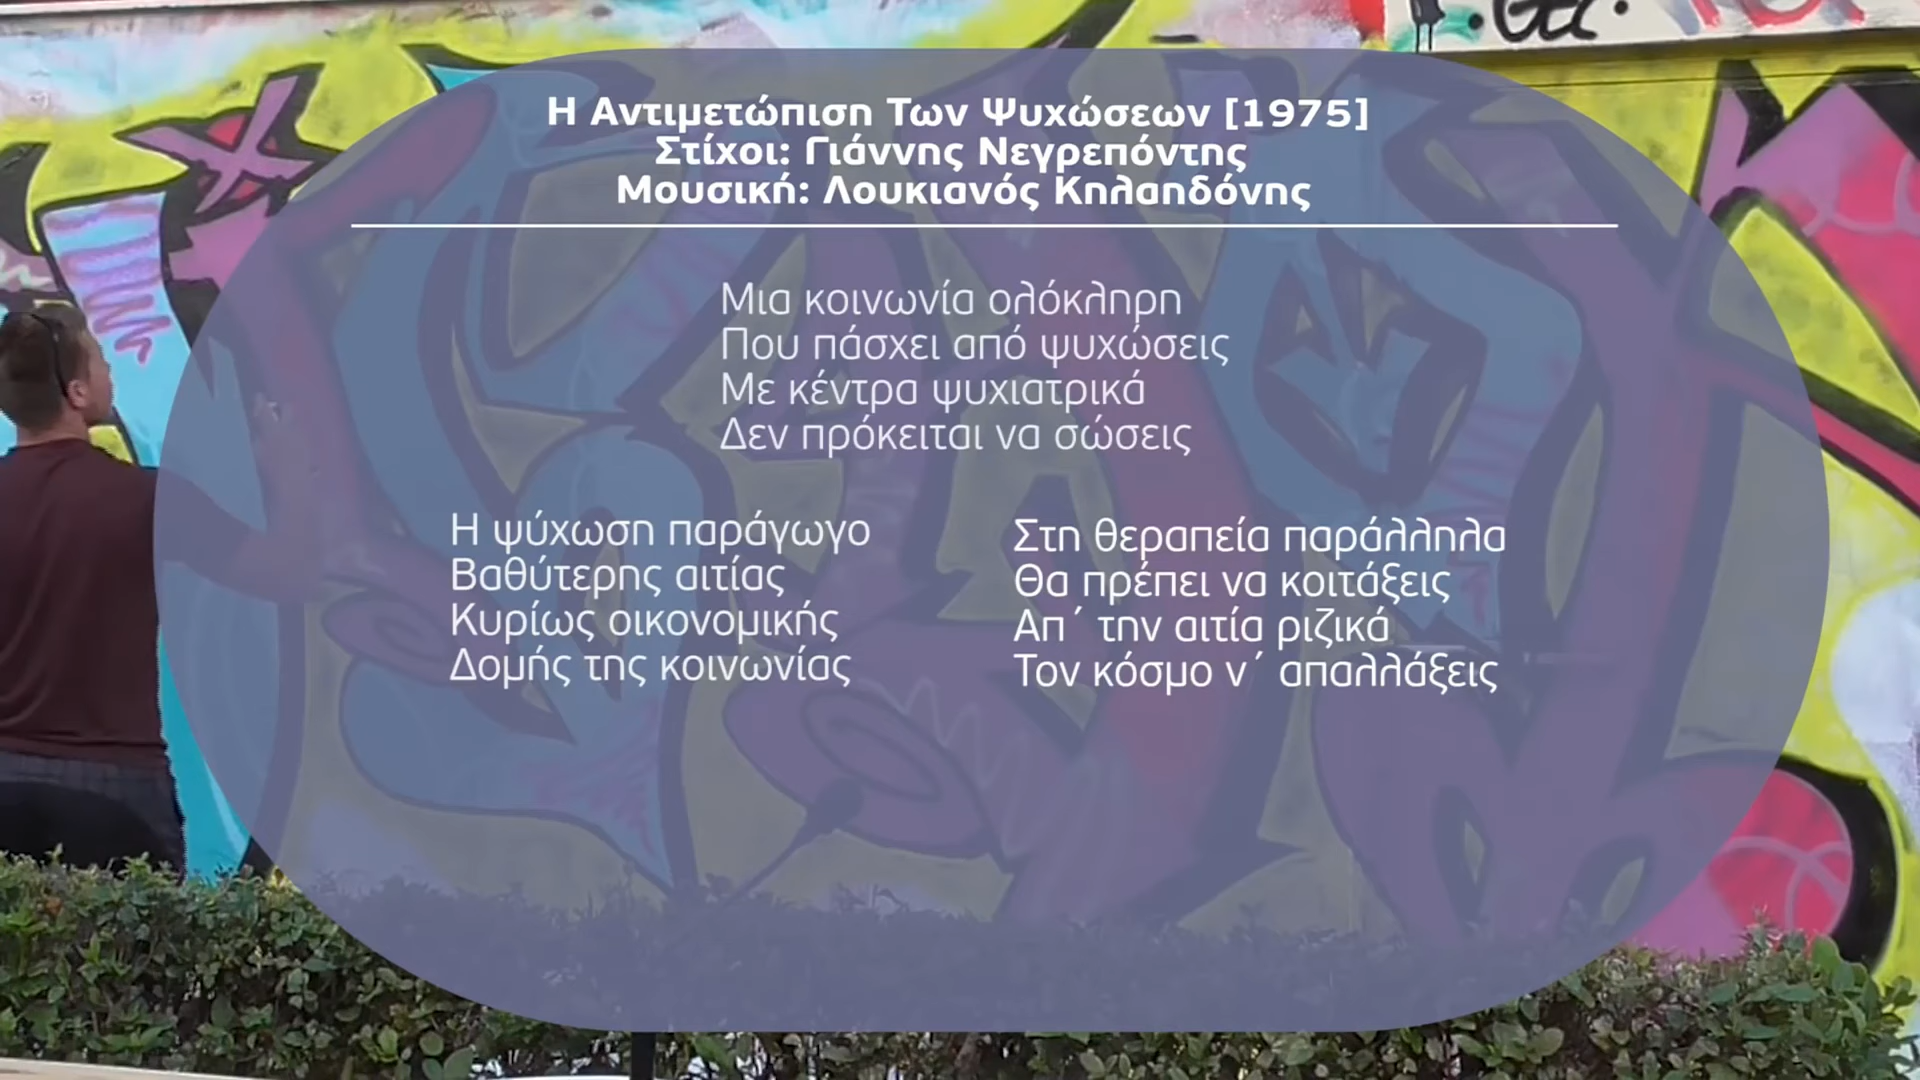 Η Αντιμετώπιση Των Ψυχώσεων [1975]
Στίχοι: Γιάννης Νεγρεπόντης
Μουσική: Λουκιανός Κηλαηδόνης
Μια κοινωνία ολόκληρη
Που πάσχει από ψυχώσεις
Με κέντρα ψυχιατρικά
Δεν πρόκειται να σώσεις
Η ψύχωση παράγωγο
Βαθύτερης αιτίας
Κυρίως οικονομικής
Δομής της κοινωνίας
Στη θεραπεία παράλληλα
Θα πρέπει να κοιτάξεις
Απ΄ την αιτία ριζικά
Τον κόσμο ν΄ απαλλάξεις